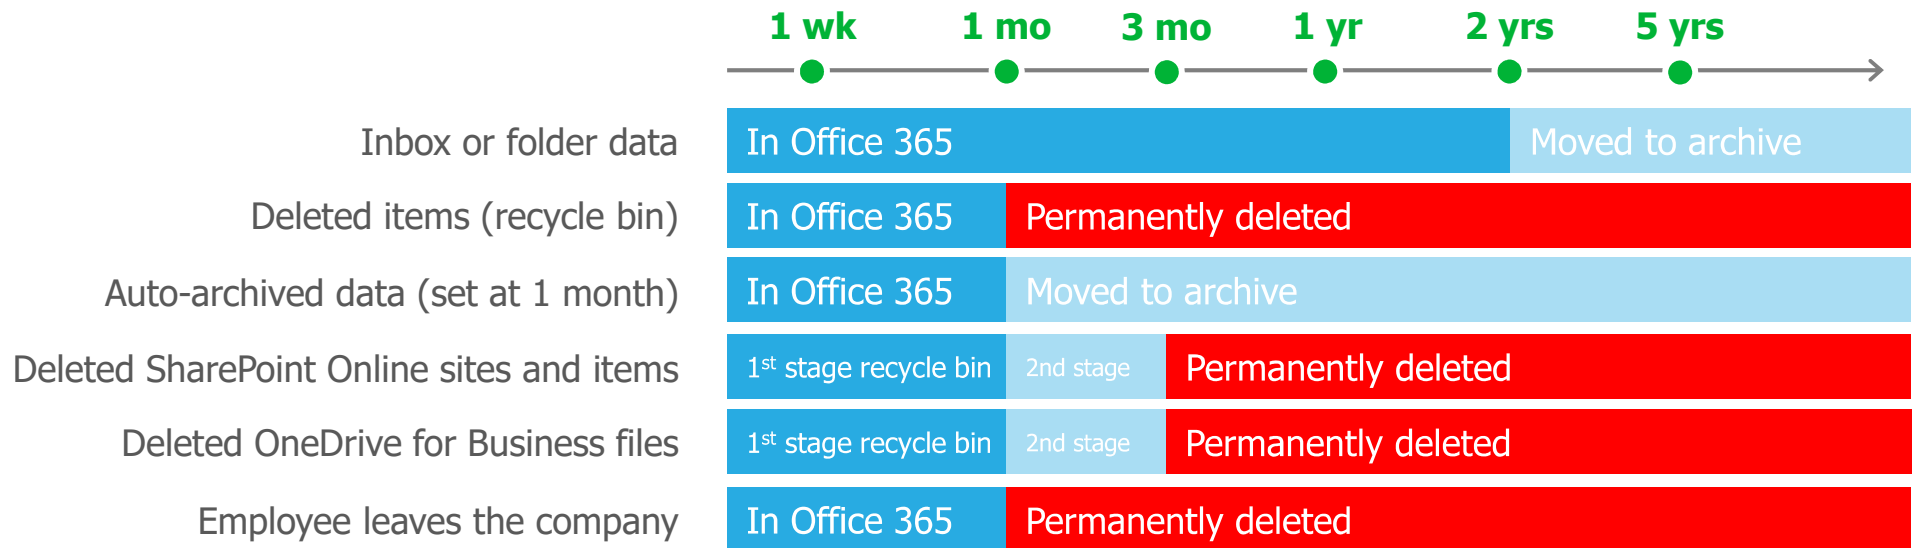 1 wk 1 mo 3 mo 1 yr 2 yrs 5 yrs
Inbox or folder data In Office 365 Moved to archive
Deleted items (recycle bin) In Office 365 Permanently deleted
Auto-archived data (set at 1 month) In Office 365 Moved to archive
Deleted SharePoint Online sites and items 1st stage recycle bin 2nd stage Permanently deleted
Deleted OneDrive for Business files 1st stage recycle bin 2nd stage Permanently deleted
Employee leaves the company In Office 365 Permanently deleted